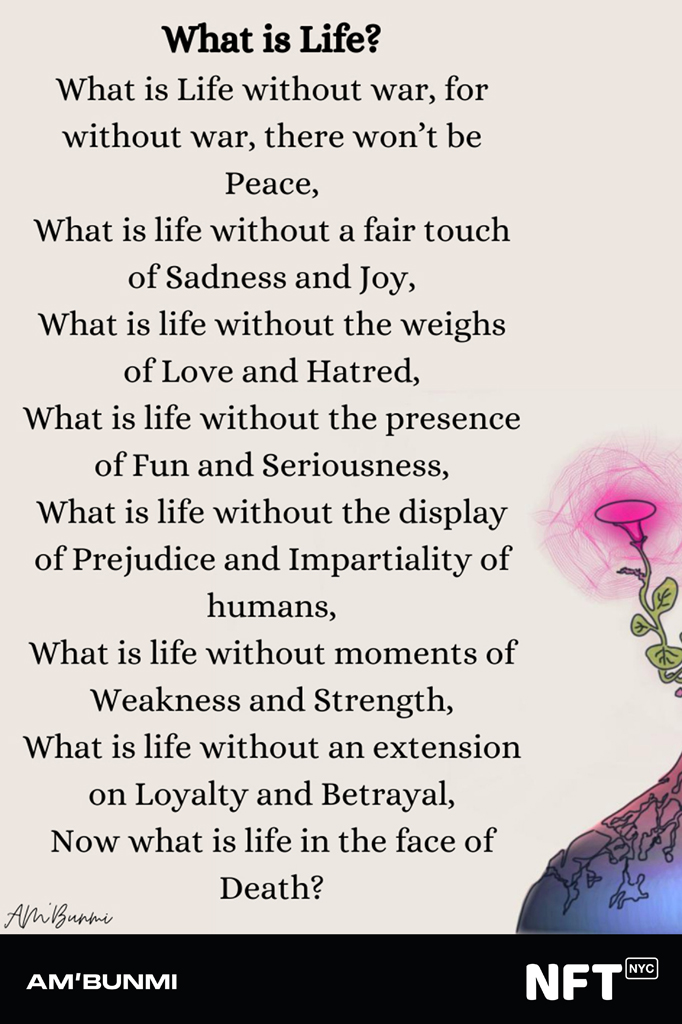 What is Life?
What is Life without war, for
without war, there won't be
Peace,
What is life without a fair touch
of Sadness and Joy,
What is life without the weighs
of Love and Hatred,
What is life without the presence
of Fun and Seriousness,
What is life without the display
of Prejudice and Impartiality of
humans,
What is life without moments of
Weakness and Strength,
What is life without an extension
on Loyalty and Betrayal,
Now what is life in the face of
Death?
AM'Bunmi
AM'BUNMI
NFT NYC